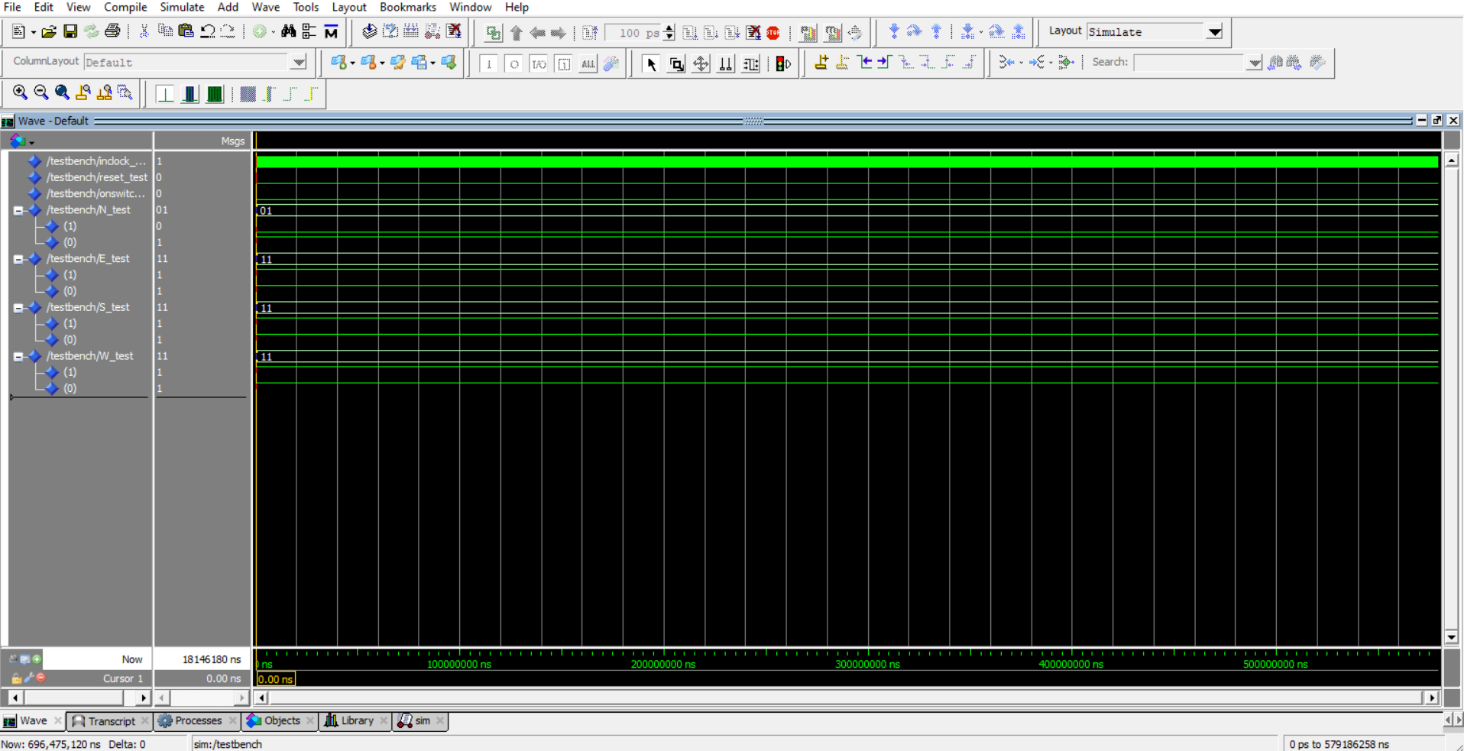 File Edit View Compile Simulate Add Wave Tools Layout Bookmarks Window Help
100 ps
Layout Simulate
ColumnLayout Default
Search:
Wave - Default
Msgs
/testbench/inclock_... 1
/testbench/reset_test 0
/testbench/onswitc... 0
/testbench/N_test 01 01
(1) 0
(0) 1
/testbench/E_test 11 11
(1) 1
(0) 1
/testbench/S_test 11 11
(1) 1
(0) 1
/testbench/W_test 11 11
(1) 1
(0) 1
Now 18146180 ns ns 100000000 ns 200000000 ns 300000000 ns 400000000 ns 500000000 ns
Cursor 1 0.00 ns 0.00 ns
Wave Transcript Processes Objects Library sim
Now: 696,475,120 ns Delta: 0 sim:/testbench 0 ps to 579186258 ns